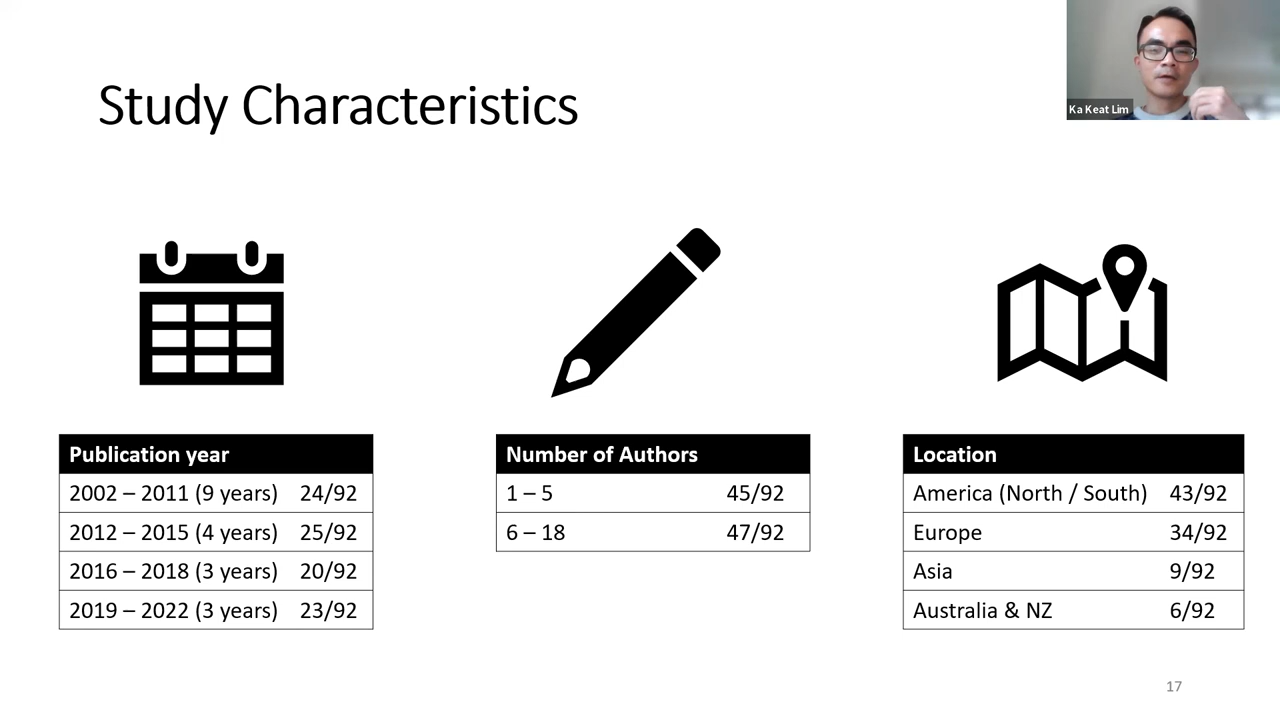 Study Characteristics
Ka Keat Lim
Publication year
2002 – 2011 (9 years) 24/92
2012 – 2015 (4 years) 25/92
2016 – 2018 (3 years) 20/92
2019 – 2022 (3 years) 23/92
Number of Authors
1 – 5 45/92
6 – 18 47/92
Location
America (North / South) 43/92
Europe 34/92
Asia 9/92
Australia & NZ 6/92
17